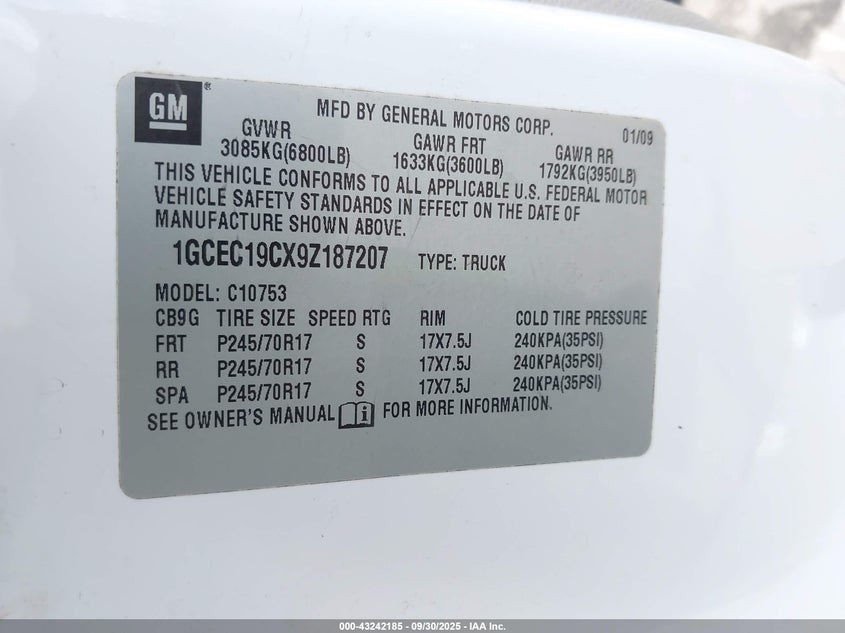 GM ®
MFD BY GENERAL MOTORS CORP. 01/09
GVWR GAWR FRT GAWR RR
3085KG(6800LB) 1633KG(3600LB) 1792KG(3950LB)
THIS VEHICLE CONFORMS TO ALL APPLICABLE U.S. FEDERAL MOTOR
VEHICLE SAFETY STANDARDS IN EFFECT ON THE DATE OF
MANUFACTURE SHOWN ABOVE.
1GCEC19CX9Z187207 TYPE: TRUCK
MODEL: C10753
CB9G TIRE SIZE SPEED RTG RIM COLD TIRE PRESSURE
FRT P245/70R17 S 17X7.5J 240KPA(35PSI)
RR P245/70R17 S 17X7.5J 240KPA(35PSI)
SPA P245/70R17 S 17X7.5J 240KPA(35PSI)
SEE OWNER'S MANUAL FOR MORE INFORMATION.
000-43242185 - 09/30/2025 - IAA Inc.